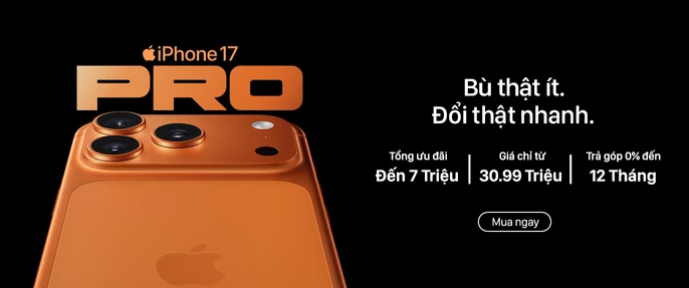 iPhone 17
PRO
Bù thật ít.
Đổi thật nhanh.
Tổng ưu đãi
Đến 7 Triệu
Giá chỉ từ
30.99 Triệu
Trả góp 0% đến
12 Tháng
Mua ngay